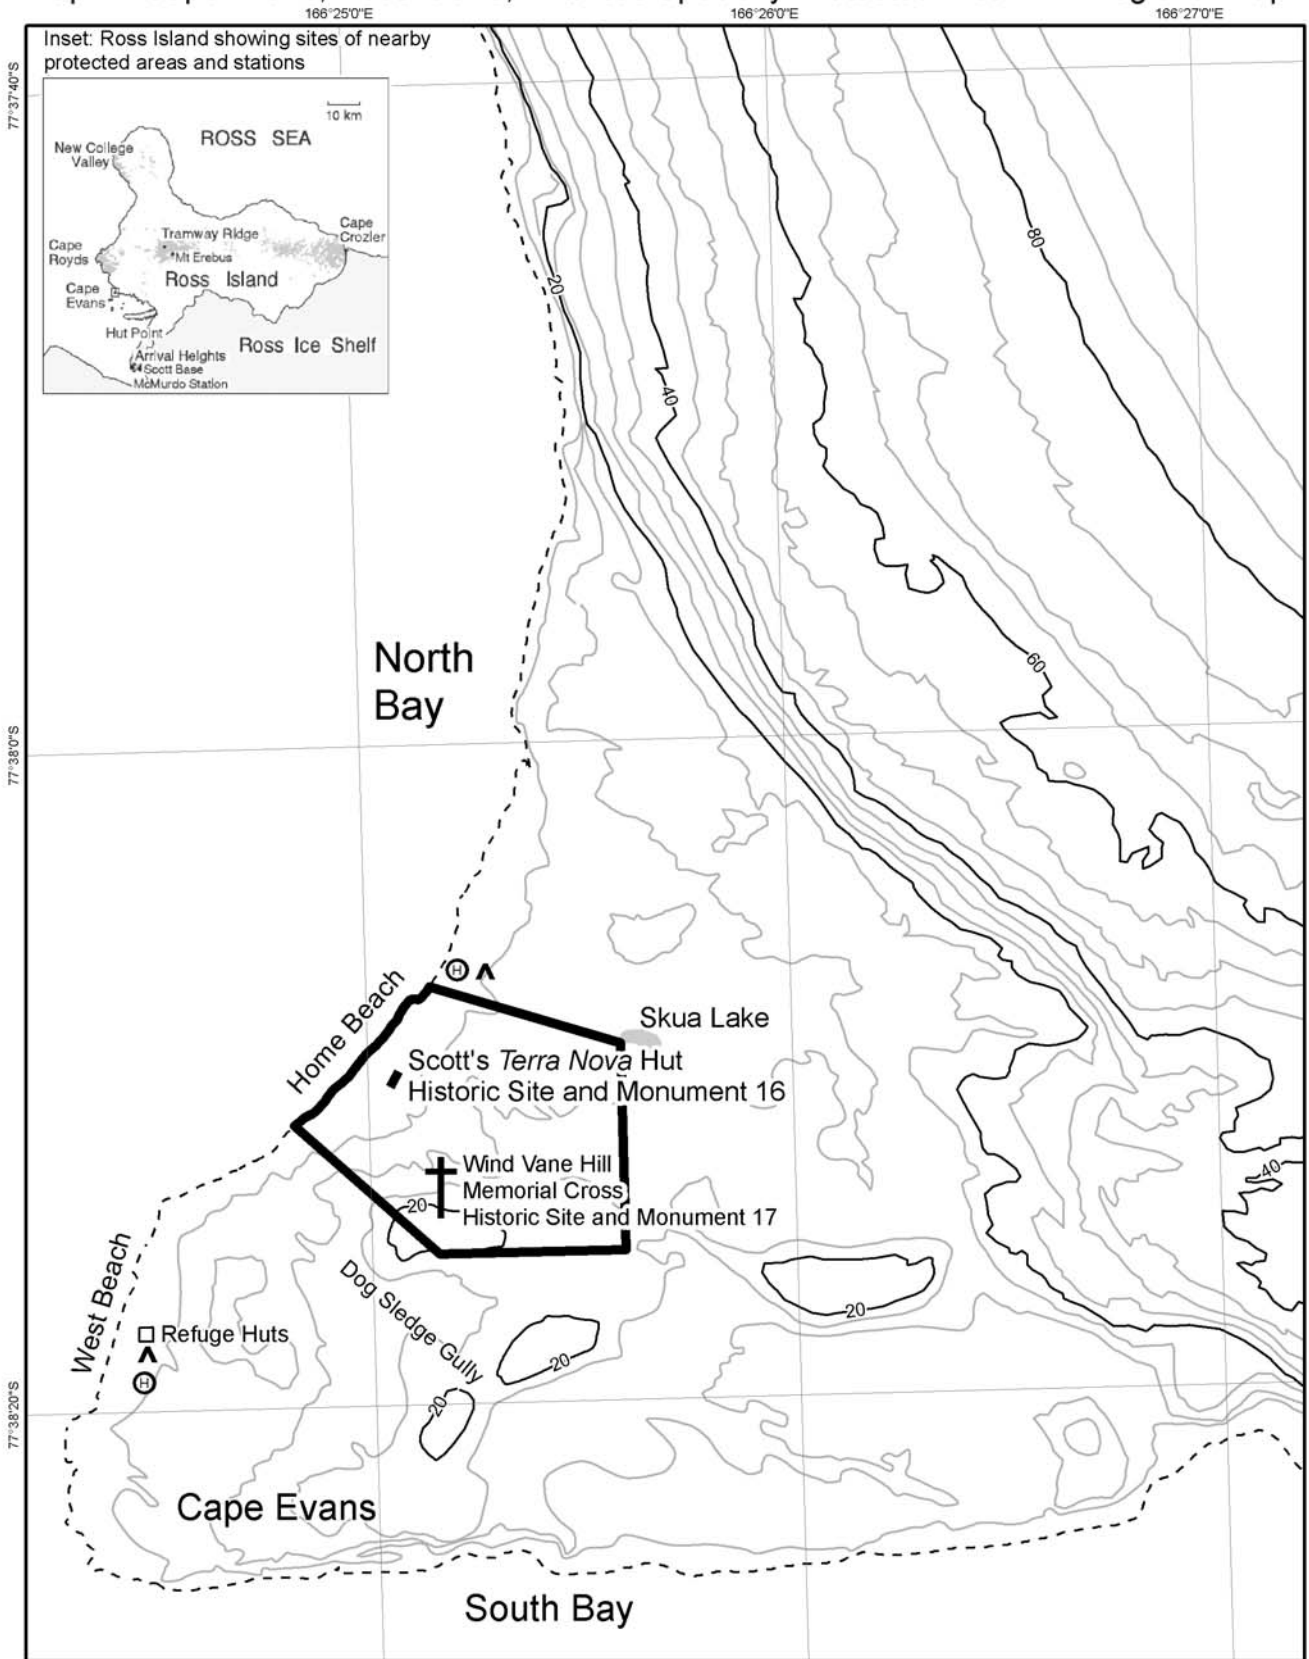 166°25'0"E
166°26'0"E
166°27'0"E
Inset: Ross Island showing sites of nearby
protected areas and stations
77°37'40"S
10 km
ROSS SEA
New College
Valley
Tramway Ridge
Cape
Crozier
Cape
Royds
Mt Erebus
Ross Island
Cape
Evans
Hut Point
Ross Ice Shelf
Arrival Heights
Scott Base
McMurdo Station
80
20
40
North
Bay
60
77°38'0"S
H
Home Beach
Skua Lake
Scott's Terra Nova Hut
Historic Site and Monument 16
Wind Vane Hill
Memorial Cross
Historic Site and Monument 17
20
40
West Beach
Dog Sledge Gully
Refuge Huts
H
20
20
20
77°38'20"S
Cape Evans
South Bay